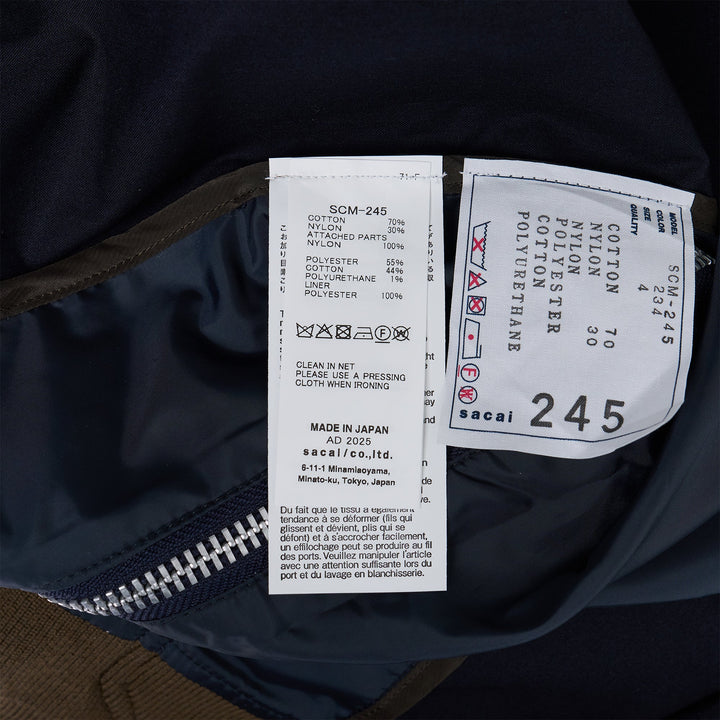 71-F
SCM-245
COTTON 70%
NYLON 30%
ATTACHED PARTS
NYLON 100%
POLYESTER 55%
COTTON 44%
POLYURETHANE 1%
LINER
POLYESTER 100%
CLEAN IN NET
PLEASE USE A PRESSING
CLOTH WHEN IRONING
MADE IN JAPAN
AD 2025
sacai/co.,ltd.
6-11-1 Minamiaoyama,
Minato-ku, Tokyo, Japan
Du fait que le tissu a également
tendance à se déformer (fils qui
glissent et dévient, plis qui se
défont) et à s'accrocher facilement,
un effilochage peut se produire au fil
des ports. Veuillez manipuler l'article
avec une attention suffisante lors du
port et du lavage en blanchisserie.
MODEL SCM-245
COLOR 234
SIZE 4
QUALITY
COTTON 70
NYLON 30
NYLON
POLYESTER
COTTON
POLYURETHANE
sacai 245